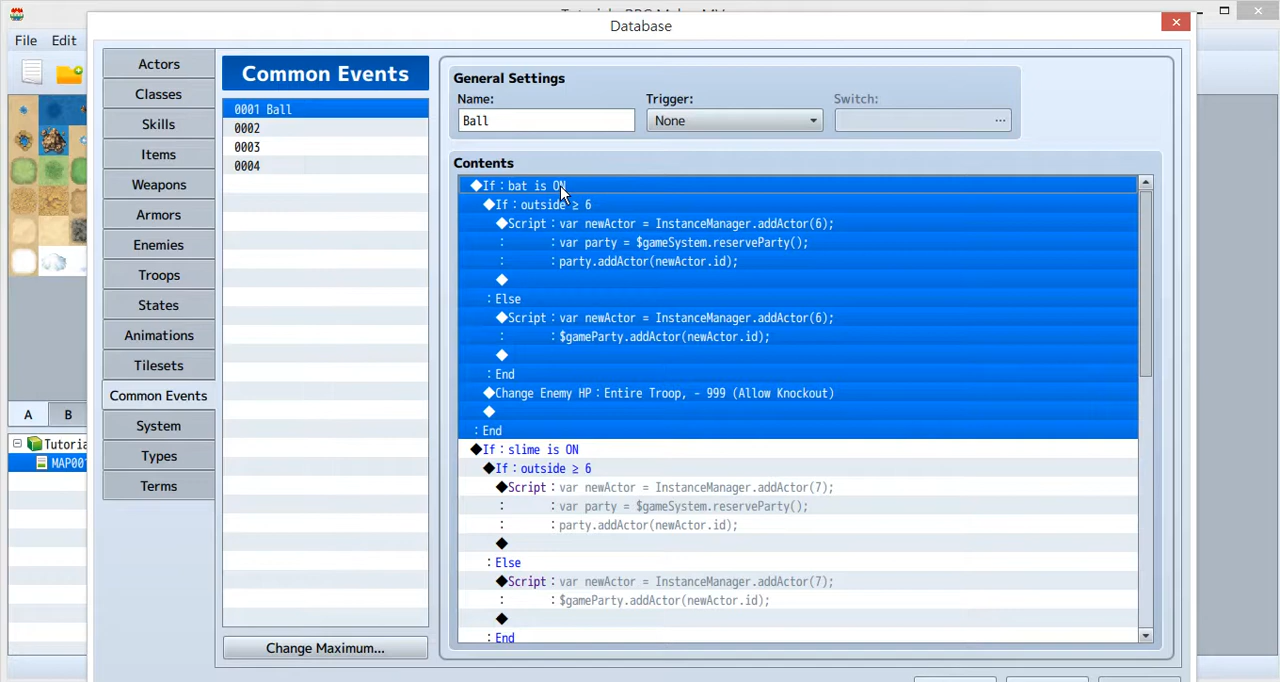 Database
File Edit
Actors
Classes
Skills
Items
Weapons
Armors
Enemies
Troops
States
Animations
Tilesets
Common Events
System
Types
Terms
A B
Tutoria
MAP001
Common Events
0001 Ball
0002
0003
0004
Change Maximum...
General Settings
Name: Trigger: Switch:
Ball None ...
Contents
◆If：bat is ON
◆If：outside ≥ 6
◆Script：var newActor = InstanceManager.addActor(6);
： ：var party = $gameSystem.reserveParty();
： ：party.addActor(newActor.id);
◆
：Else
◆Script：var newActor = InstanceManager.addActor(6);
： ：$gameParty.addActor(newActor.id);
◆
：End
◆Change Enemy HP：Entire Troop, - 999 (Allow Knockout)
◆
：End
◆If：slime is ON
◆If：outside ≥ 6
◆Script：var newActor = InstanceManager.addActor(7);
： ：var party = $gameSystem.reserveParty();
： ：party.addActor(newActor.id);
◆
：Else
◆Script：var newActor = InstanceManager.addActor(7);
： ：$gameParty.addActor(newActor.id);
◆
：End